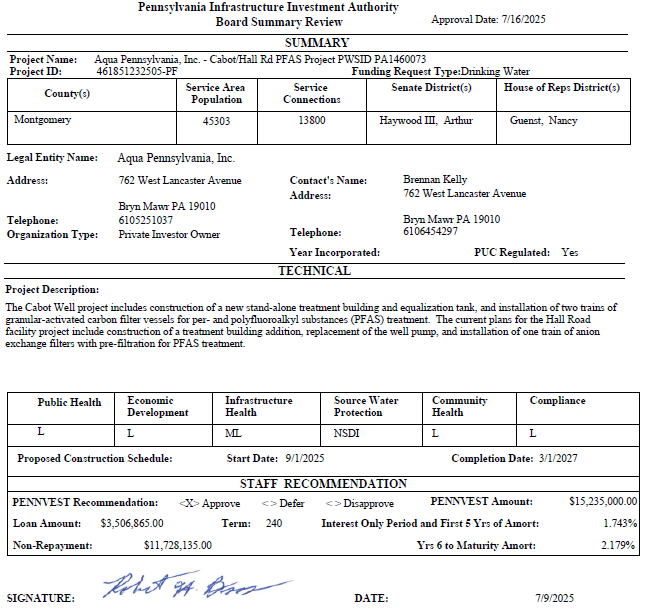 Pennsylvania Infrastructure Investment Authority
Board Summary Review
Approval Date: 7/16/2025
SUMMARY
Project Name: Aqua Pennsylvania, Inc. - Cabot/Hall Rd PFAS Project PWSID PA1460073
Project ID: 461851232505-PF Funding Request Type:Drinking Water
County(s) Service Area Population Service Connections Senate District(s) House of Reps District(s)
Montgomery 45303 13800 Haywood III, Arthur Guenst, Nancy
Legal Entity Name: Aqua Pennsylvania, Inc.
Address: 762 West Lancaster Avenue
Bryn Mawr PA 19010
Telephone: 6105251037
Organization Type: Private Investor Owner
Contact's Name: Brennan Kelly
Address: 762 West Lancaster Avenue
Bryn Mawr PA 19010
Telephone: 6106454297
Year Incorporated: PUC Regulated: Yes
TECHNICAL
Project Description:
The Cabot Well project includes construction of a new stand-alone treatment building and equalization tank, and installation of two trains of
granular-activated carbon filter vessels for per- and polyfluoroalkyl substances (PFAS) treatment. The current plans for the Hall Road
facility project include construction of a treatment building addition, replacement of the well pump, and installation of one train of anion
exchange filters with pre-filtration for PFAS treatment.
Public Health Economic Development Infrastructure Health Source Water Protection Community Health Compliance
L L ML NSDI L L
Proposed Construction Schedule: Start Date: 9/1/2025 Completion Date: 3/1/2027
STAFF RECOMMENDATION
PENNVEST Recommendation: <X> Approve < > Defer < > Disapprove PENNVEST Amount: $15,235,000.00
Loan Amount: $3,506,865.00 Term: 240 Interest Only Period and First 5 Yrs of Amort: 1.743%
Non-Repayment: $11,728,135.00 Yrs 6 to Maturity Amort: 2.179%
SIGNATURE: DATE: 7/9/2025